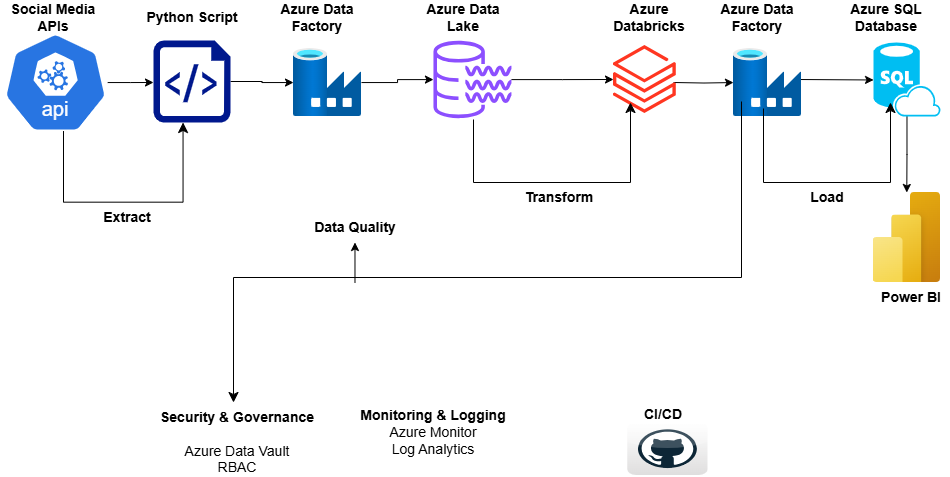 Social Media
APIs
Python Script
Azure Data
Factory
Azure Data
Lake
Azure
Databricks
Azure Data
Factory
Azure SQL
Database
api
</>
SQL
Extract
Transform
Load
Data Quality
Power BI
Security & Governance
Azure Data Vault
RBAC
Monitoring & Logging
Azure Monitor
Log Analytics
CI/CD